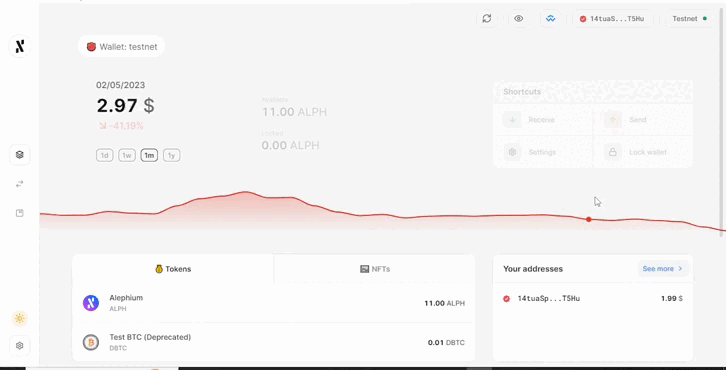 14tuaS...T5Hu
Testnet
Wallet: testnet
02/05/2023
2.97 $
-41.19%
1d
1w
1m
1y
11.00 ALPH
Locked
0.00 ALPH
Shortcuts
Receive
Send
Settings
Lock wallet
Tokens
NFTs
Alephium
ALPH
11.00 ALPH
Test BTC (Deprecated)
DBTC
0.01 DBTC
Your addresses
See more >
14tuaSp...T5Hu
1.99 $